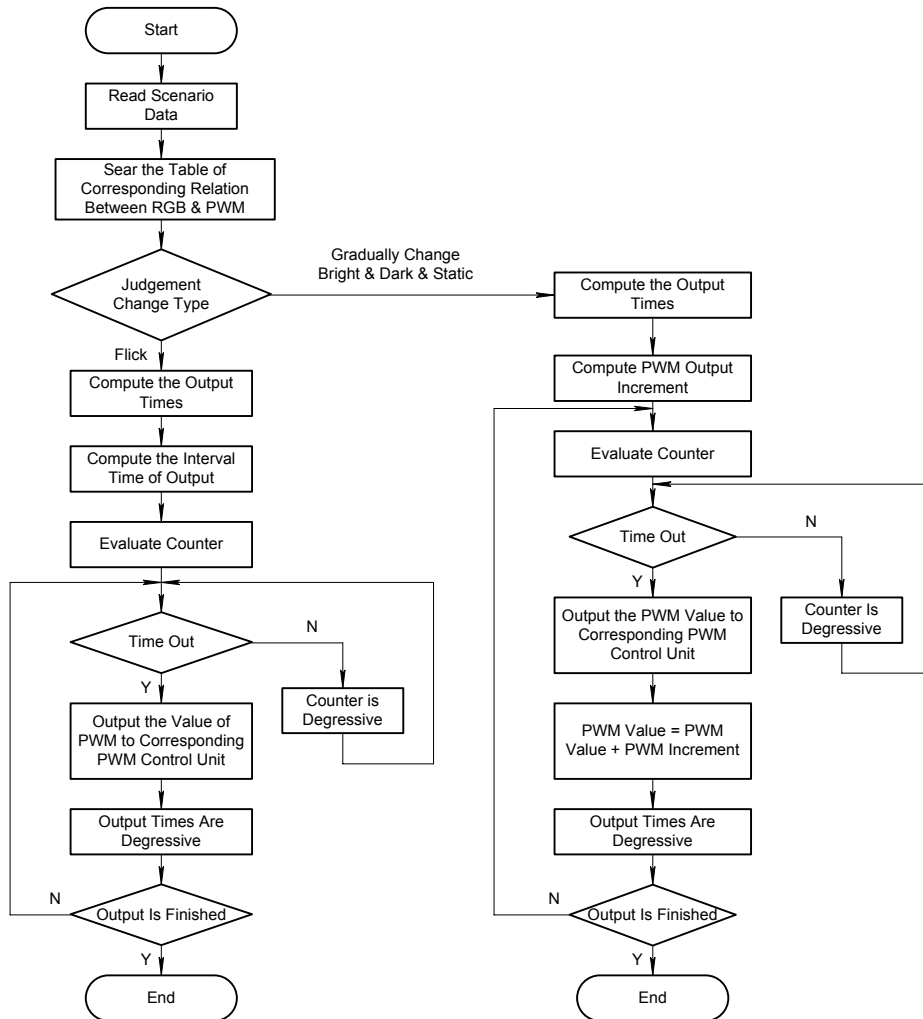 Start
Read Scenario
Data
Sear the Table of
Corresponding Relation
Between RGB & PWM
Judgement
Change Type
Gradually Change
Bright & Dark & Static
Flick
Compute the Output
Times
Compute the Interval
Time of Output
Evaluate Counter
Time Out
N
Y
Counter is
Degressive
Output the Value of
PWM to Corresponding
PWM Control Unit
Output Times Are
Degressive
N
Output Is Finished
Y
End
Compute the Output
Times
Compute PWM Output
Increment
Evaluate Counter
Time Out
N
Y
Counter Is
Degressive
Output the PWM Value to
Corresponding PWM
Control Unit
PWM Value = PWM
Value + PWM Increment
Output Times Are
Degressive
N
Output Is Finished
Y
End